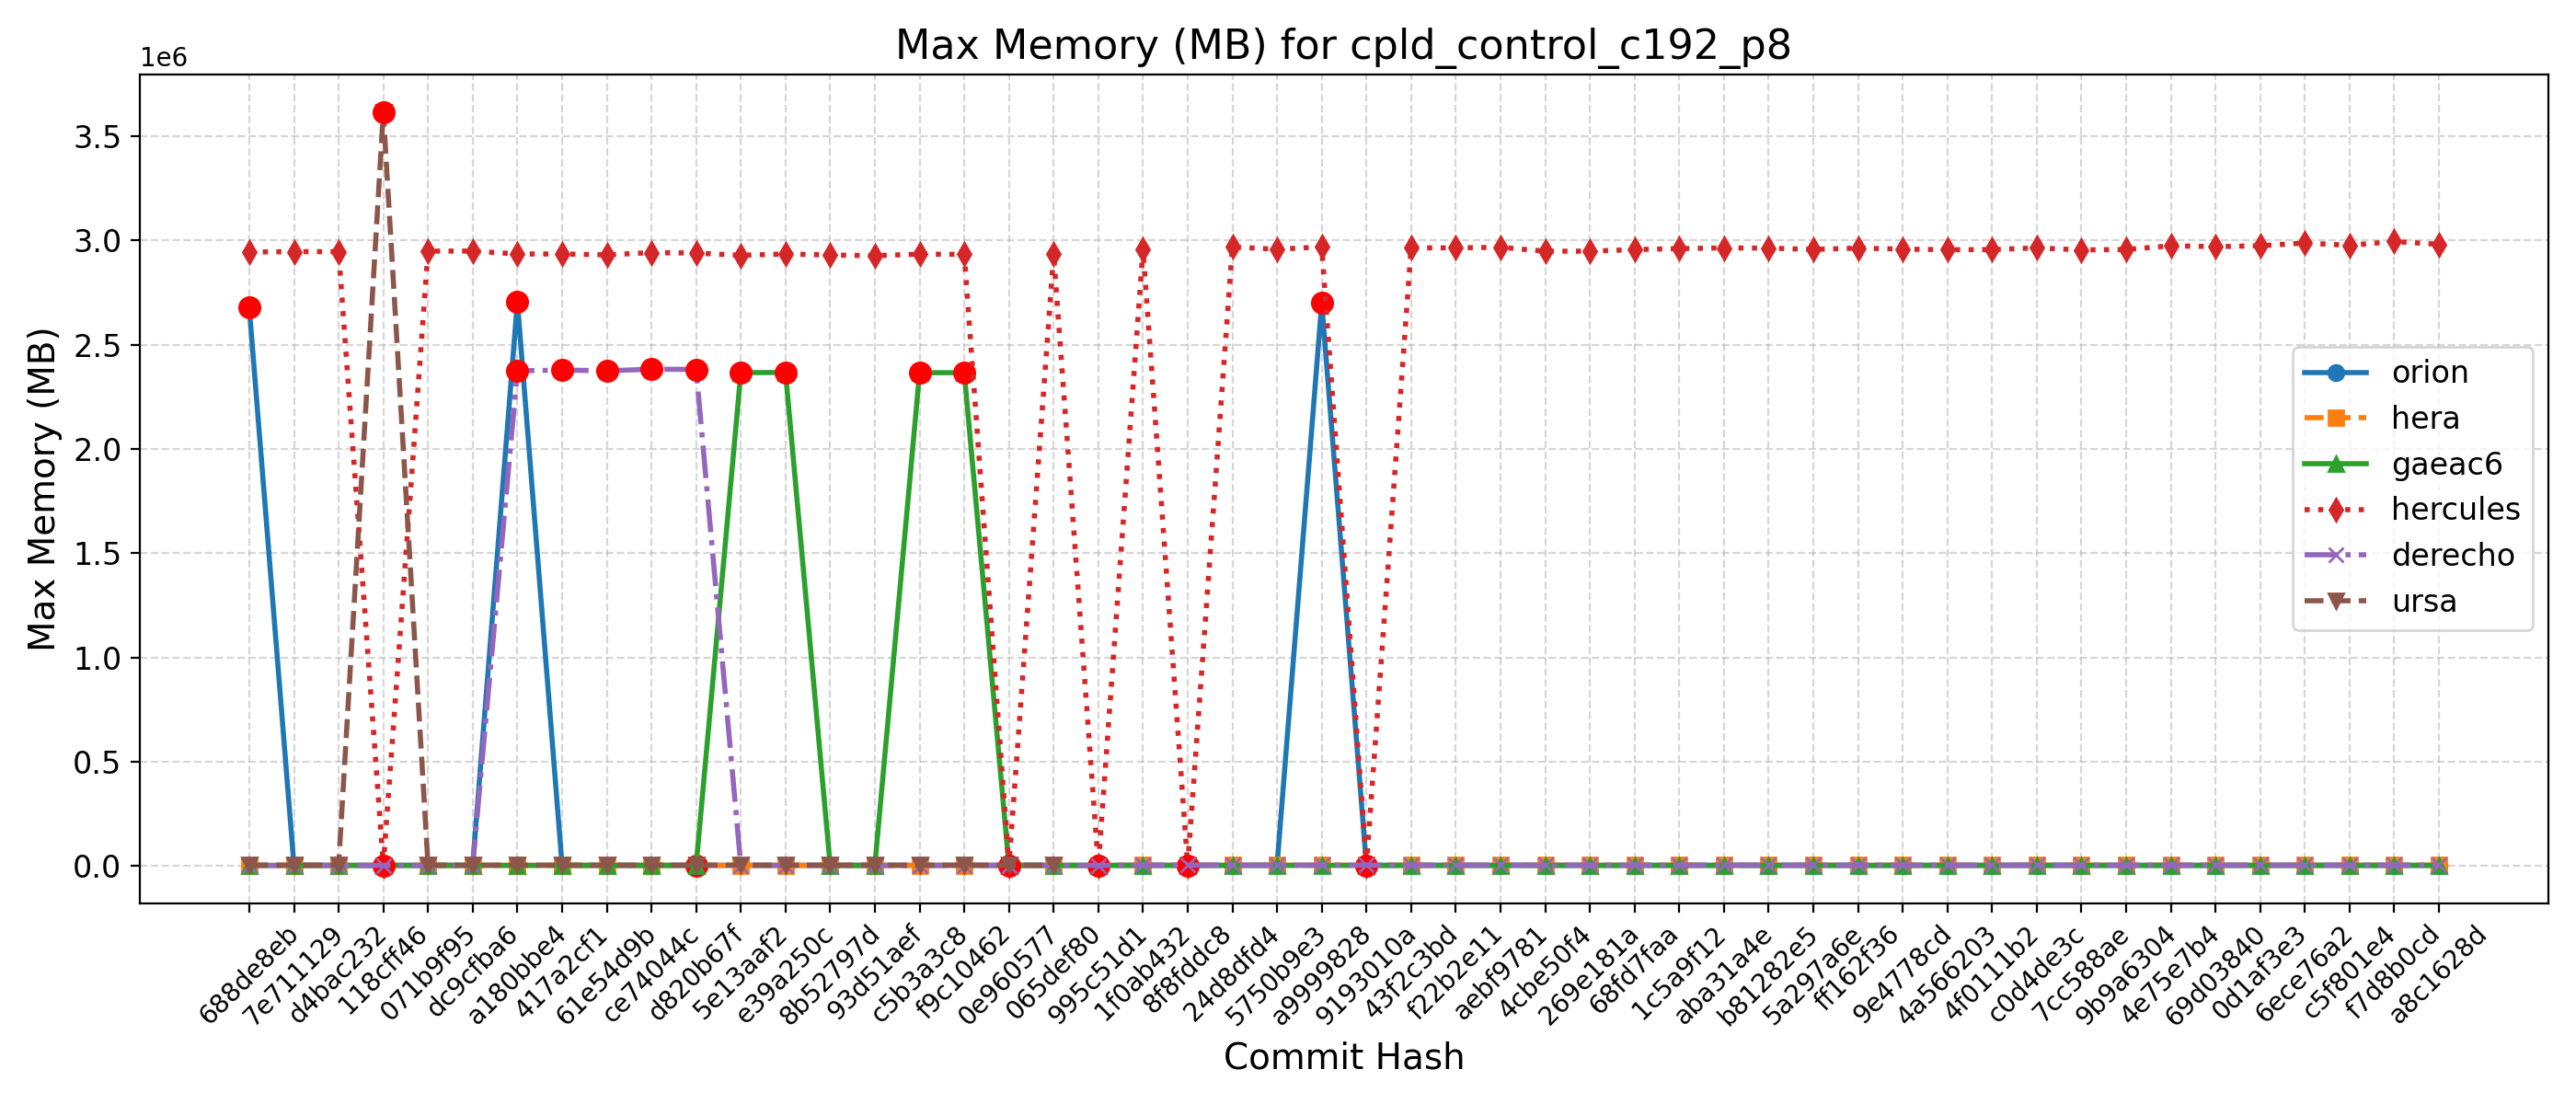 Max Memory (MB) for cpld_control_c192_p8
1e6
3.5
3.0
2.5
2.0
1.5
1.0
0.5
0.0
Max Memory (MB)
orion
hera
gaeac6
hercules
derecho
ursa
688de8eb
7e711129
d4bac232
118cff46
071b9f95
dc9cfba6
a180bbe4
417a2cf1
61e54d9b
ce74044c
d820b67f
5e13aaf2
e39a250c
8b52797d
93d51aef
c5b3a3c8
f9c10462
0e960577
065def80
995c51d1
1f0ab432
8f8fddc8
24d8dfd4
5750b9e3
a9999828
9193010a
43f2c3bd
f22b2e11
aebf9781
4cbe50f4
269e181a
68fd7faa
1c5a9f12
aba31a4e
b81282e5
5a297a6e
ff162f36
9e4778cd
4a566203
4f0111b2
c0d4de3c
7cc588ae
9b9a6304
4e75e7b4
69d03840
0d1af3e3
6ece76a2
c5f801e4
f7d8b0cd
a8c1628d
Commit Hash